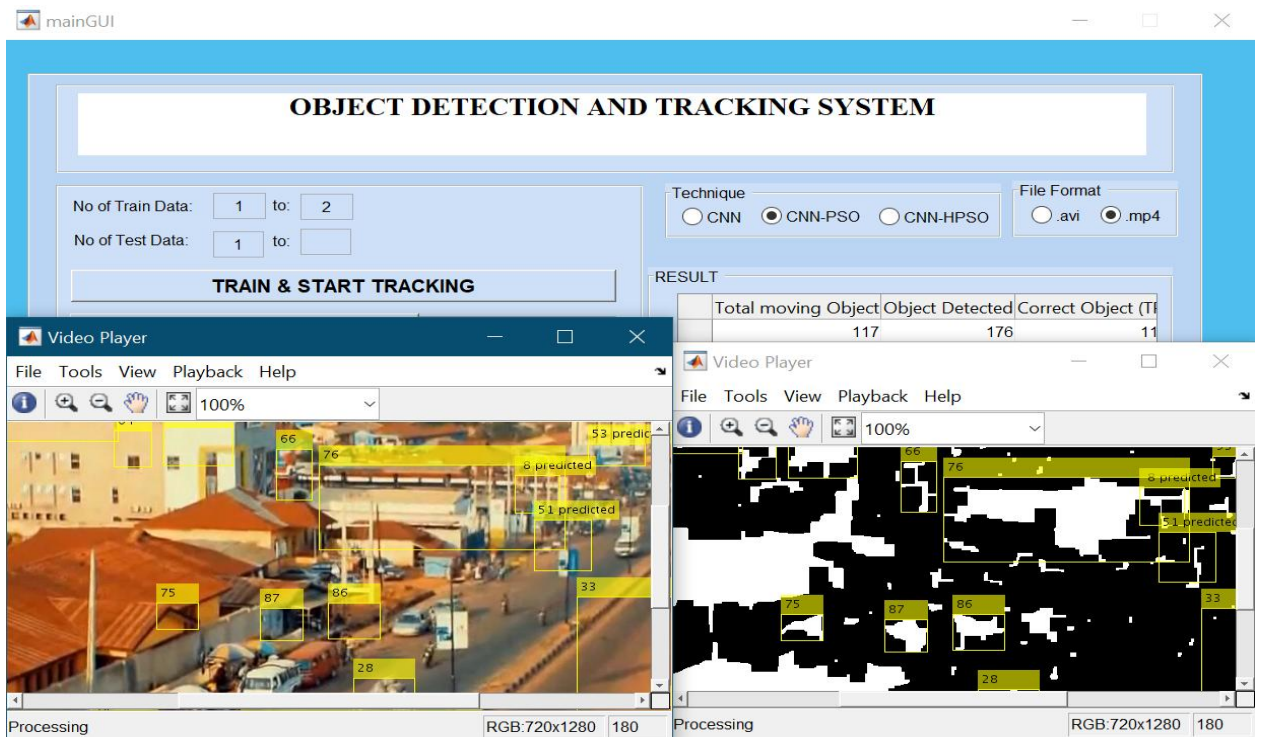 mainGUI
OBJECT DETECTION AND TRACKING SYSTEM
No of Train Data: 1 to: 2
No of Test Data: 1 to:
TRAIN & START TRACKING
Technique
CNN CNN-PSO CNN-HPSO
File Format
.avi .mp4
RESULT
Total moving Object Object Detected Correct Object (TI
117 176 11
Video Player
File Tools View Playback Help
100%
66
53 predic
76
8 predicted
51 predicted
75
87
86
33
28
Processing RGB:720x1280 180
Video Player
File Tools View Playback Help
100%
66
76
8 predicted
51 predicted
75
87
86
33
28
Processing RGB:720x1280 180